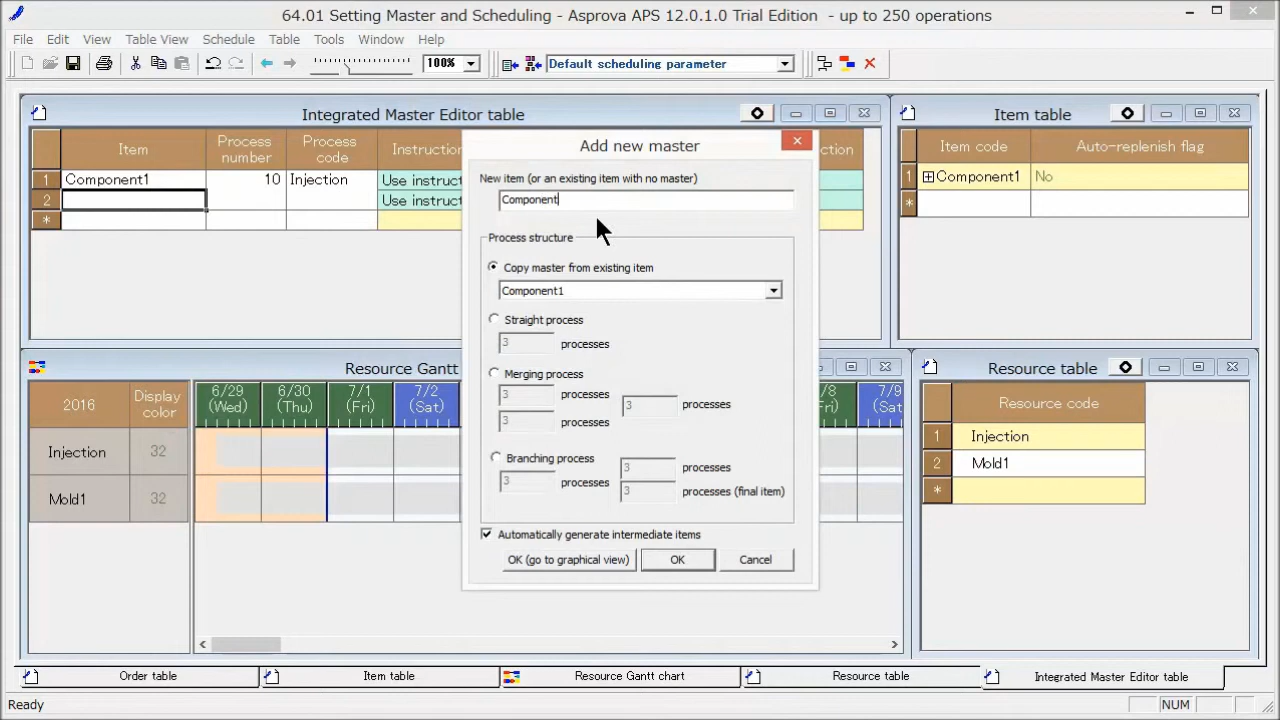 64.01 Setting Master and Scheduling - Asprova APS 12.0.1.0 Trial Edition - up to 250 operations
File Edit View Table View Schedule Table Tools Window Help
100% Default scheduling parameter
Integrated Master Editor table
Item Process number Process code Instruction ction
1 Component1 10 Injection Use instruct
2 Use instruct
*
Item table
Item code Auto-replenish flag
1 Component1 No
*
Add new master
New item (or an existing item with no master)
Component
Process structure
Copy master from existing item
Component1
Straight process
3 processes
Merging process
3 processes 3 processes
3 processes
Branching process
3 processes 3 processes
3 processes (final item)
Automatically generate intermediate items
OK (go to graphical view) OK Cancel
Resource Gantt
2016 Display color 6/29 (Wed) 6/30 (Thu) 7/1 (Fri) 7/2 (Sat) /8 Fri) 7/9 (Sa
Injection 32
Mold1 32
Resource table
Resource code
1 Injection
2 Mold1
*
Order table Item table Resource Gantt chart Resource table Integrated Master Editor table
Ready NUM